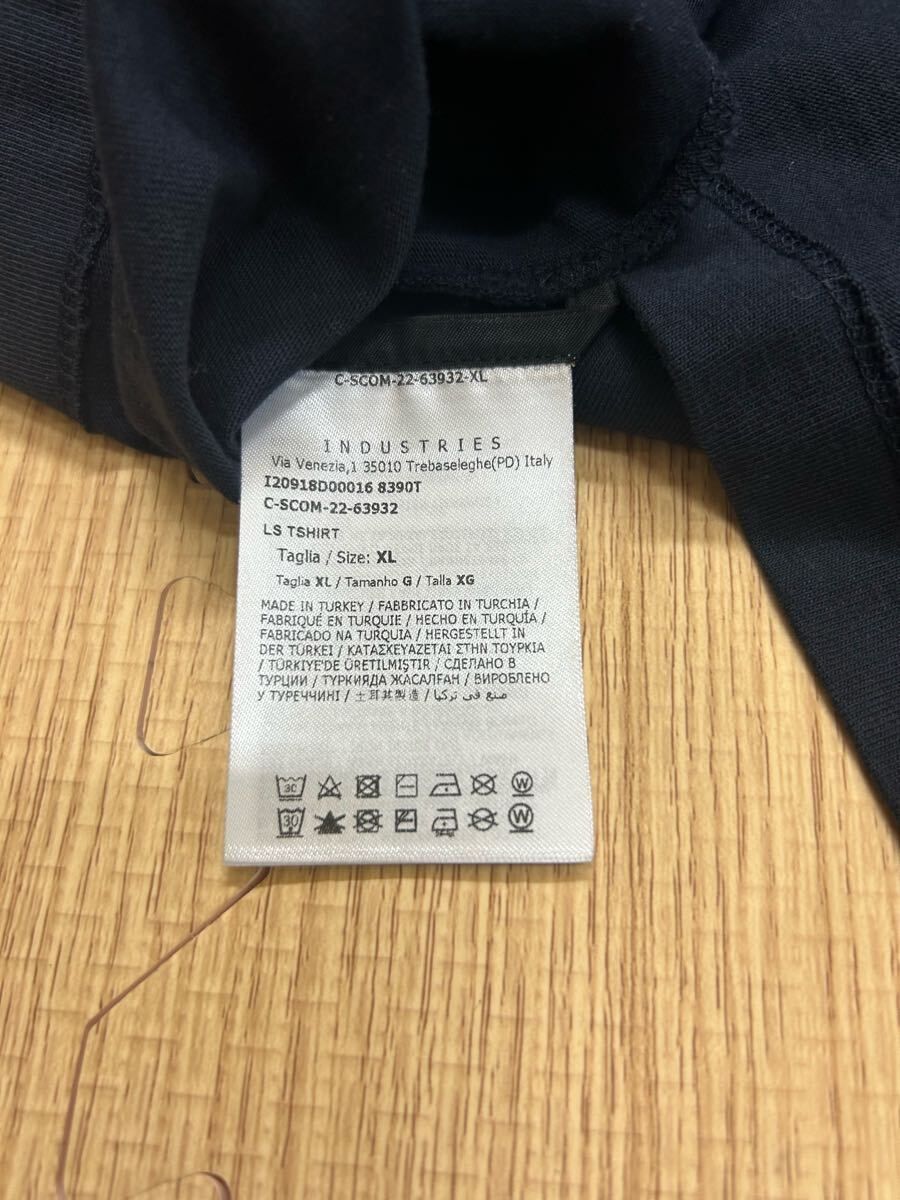 C-SCOM-22-63932-XL
INDUSTRIES
Via Venezia,1 35010 Trebaseleghe(PD) Italy
I20918D00016 8390T
C-SCOM-22-63932
LS TSHIRT
Taglia / Size: XL
Taglia XL / Tamanho G / Talla XG
MADE IN TURKEY / FABBRICATO IN TURCHIA /
FABRIQUÉ EN TURQUIE / HECHO EN TURQUÍA /
FABRICADO NA TURQUIA / HERGESTELLT IN
DER TÜRKEI / ΚΑΤΑΣΚΕΥΑΖΕΤΑΙ ΣΤΗΝ ΤΟΥΡΚΙΑ
/ TÜRKIYE'DE ÜRETILMIŞTIR / СДЕЛАНО В
ТУРЦИИ / ТҮРКИЯДА ЖАСАЛҒАН / ВИРОБЛЕНО
У ТУРЕЧЧИНІ / 土耳其製造 / صنع في تركيا
30 W
30 W